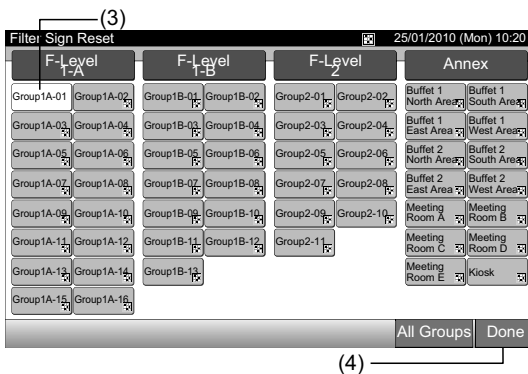 (3)
Filter Sign Reset 25/01/2010 (Mon) 10:20
F-Level
1-A
F-Level
1-B
F-Level
2
Annex
Group1A-01 Group1A-02 Group1B-01 Group1B-02 Group2-01 Group2-02 Buffet 1
North Area Buffet 1
South Area
Group1A-03 Group1A-04 Group1B-03 Group1B-04 Group2-03 Group2-04 Buffet 1
East Area Buffet 1
West Area
Group1A-05 Group1A-06 Group1B-05 Group1B-06 Group2-05 Group2-06 Buffet 2
North Area Buffet 2
South Area
Group1A-07 Group1A-08 Group1B-07 Group1B-08 Group2-07 Group2-08 Buffet 2
East Area Buffet 2
West Area
Group1A-09 Group1A-10 Group1B-09 Group1B-10 Group2-09 Group2-10 Meeting
Room A Meeting
Room B
Group1A-11 Group1A-12 Group1B-11 Group1B-12 Group2-11 Meeting
Room C Meeting
Room D
Group1A-13 Group1A-14 Group1B-13 Meeting
Room E Kiosk
Group1A-15 Group1A-16
All Groups Done
(4)